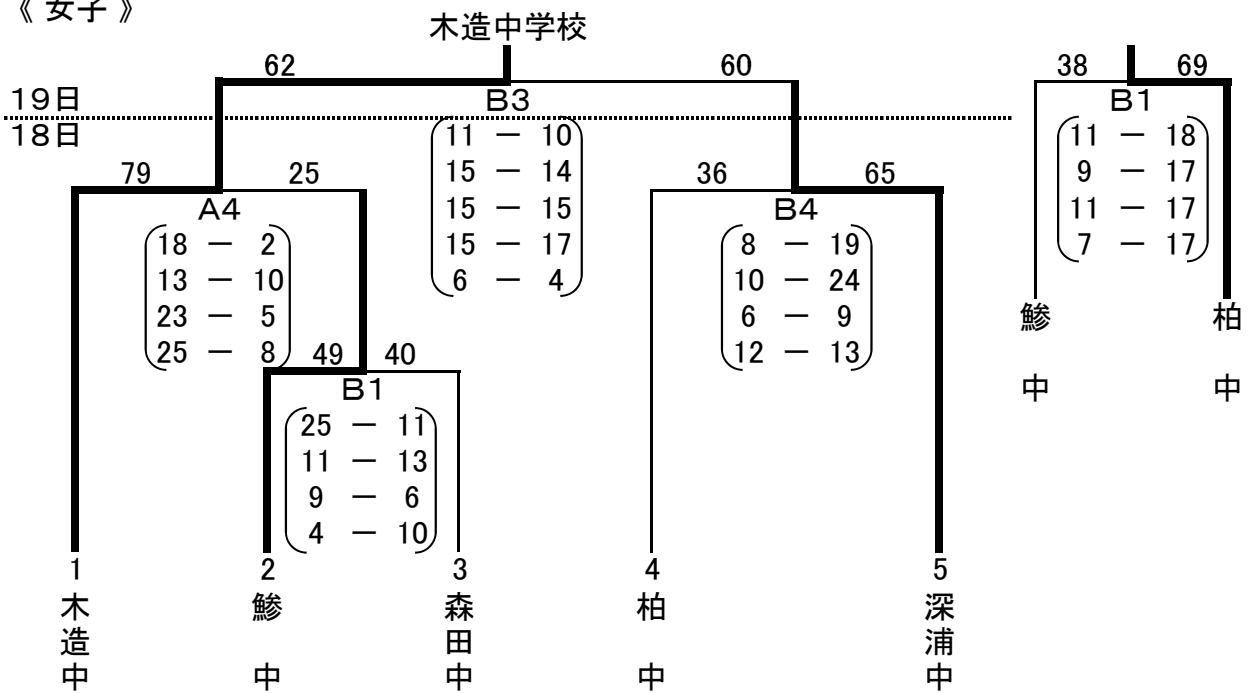 《 女子 》
木造中学校
62 60
38 69
19日
B3
B1
18日
11 － 10
15 － 14
15 － 15
15 － 17
6 － 4
11 － 18
9 － 17
11 － 17
7 － 17
79 25
36 65
A4
18 － 2
13 － 10
23 － 5
25 － 8
B4
8 － 19
10 － 24
6 － 9
12 － 13
鯵中
柏中
49 40
B1
25 － 11
11 － 13
9 － 6
4 － 10
1 2 3 4 5
木造中
鯵中
森田中
柏中
深浦中